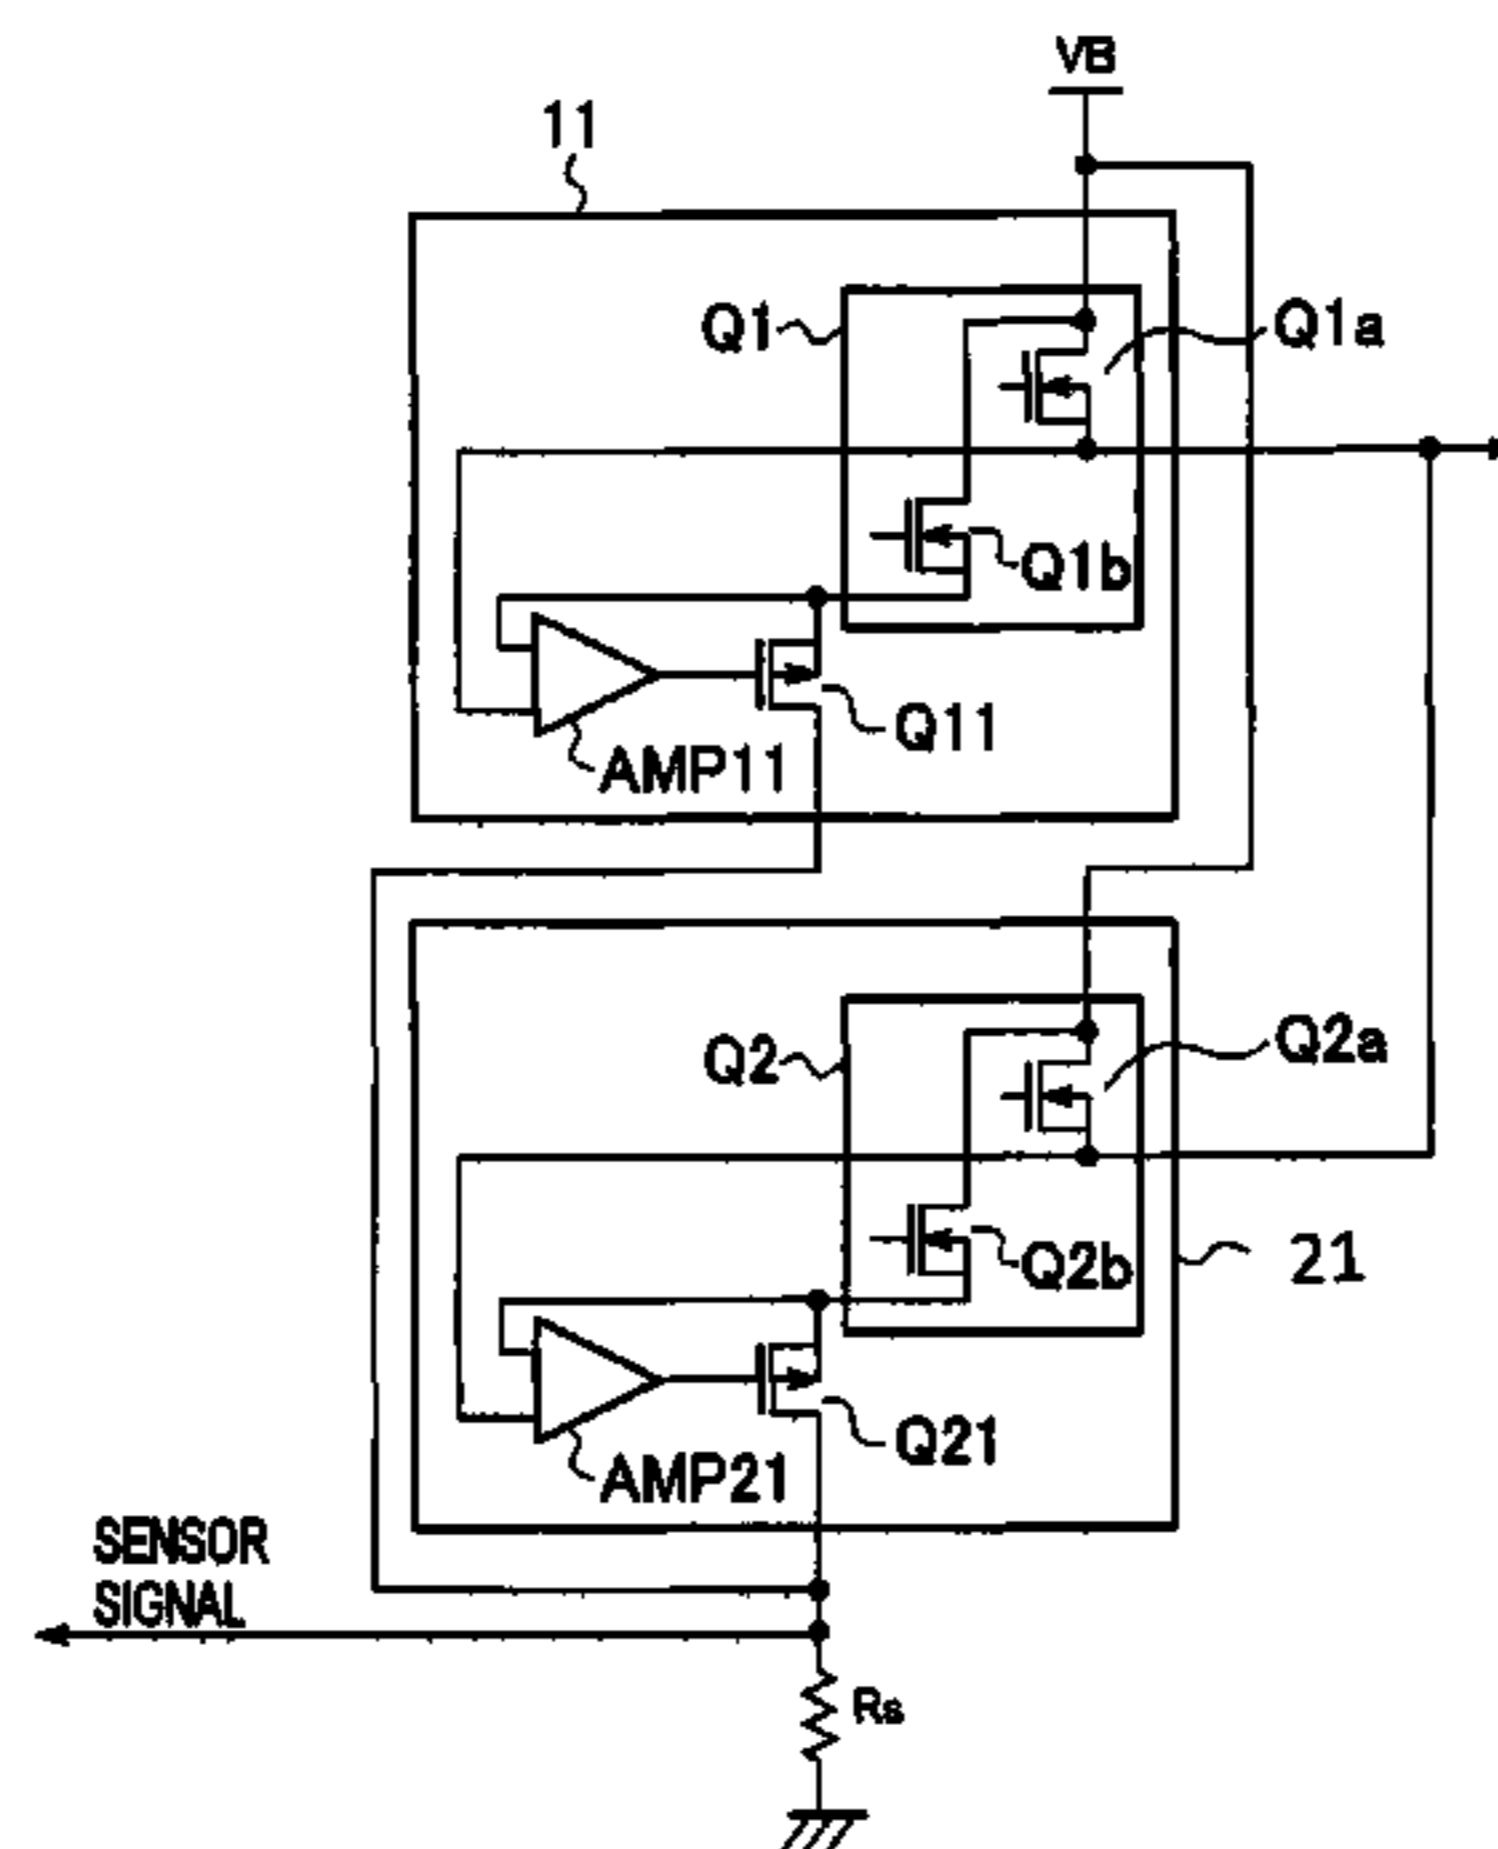 VB
11
Q1
Q1a
Q1b
Q11
AMP11
Q2
Q2a
Q2b
21
Q21
AMP21
SENSOR
SIGNAL
Rs